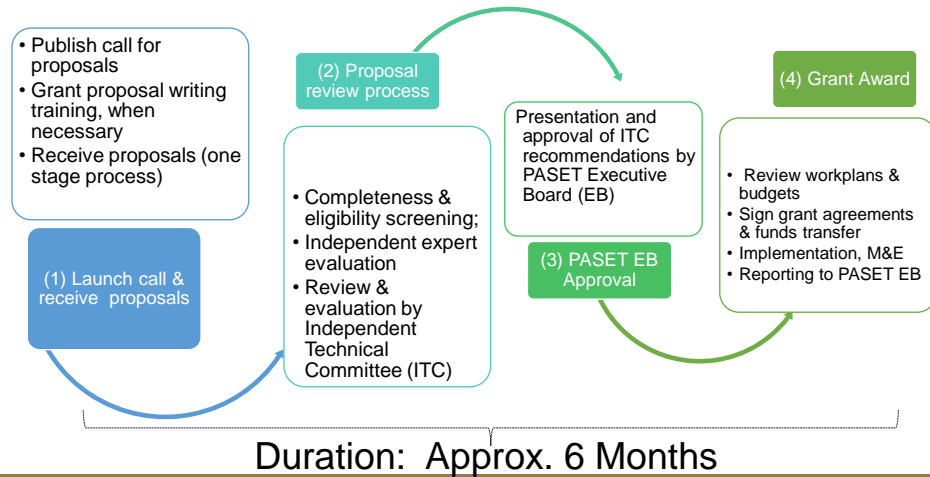 • Publish call for
proposals
• Grant proposal writing
training, when
necessary
• Receive proposals (one
stage process)
(1) Launch call &
receive proposals
(2) Proposal
review process
• Completeness &
eligibility screening;
• Independent expert
evaluation
• Review &
evaluation by
Independent
Technical
Committee (ITC)
Presentation and
approval of ITC
recommendations by
PASET Executive
Board (EB)
(3) PASET EB
Approval
(4) Grant Award
• Review workplans &
budgets
• Sign grant agreements
& funds transfer
• Implementation, M&E
• Reporting to PASET EB
Duration: Approx. 6 Months